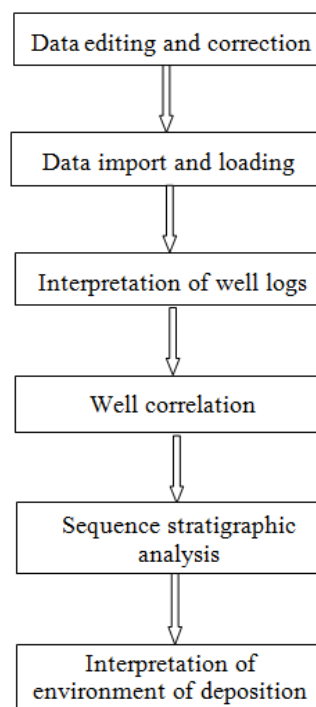 Data editing and correction
Data import and loading
Interpretation of well logs
Well correlation
Sequence stratigraphic
analysis
Interpretation of
environment of deposition